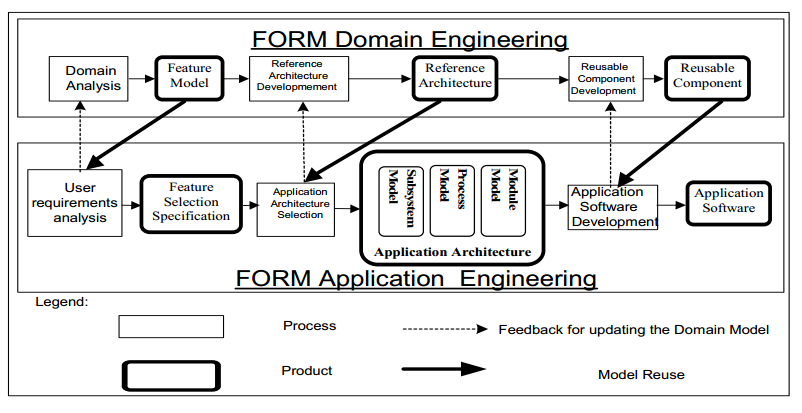 FORM Domain Engineering
Domain
Analysis
Feature
Model
Reference
Architecture
Developmement
Reference
Architecture
Reusable
Component
Development
Reusable
Component
User
requirements
analysis
Feature
Selection
Specification
Application
Architecture
Selection
Subsystem
Model
Process
Model
Module
Model
Application Architecture
Application
Software
Development
Application
Software
FORM Application Engineering
Legend:
Process
Feedback for updating the Domain Model
Product
Model Reuse